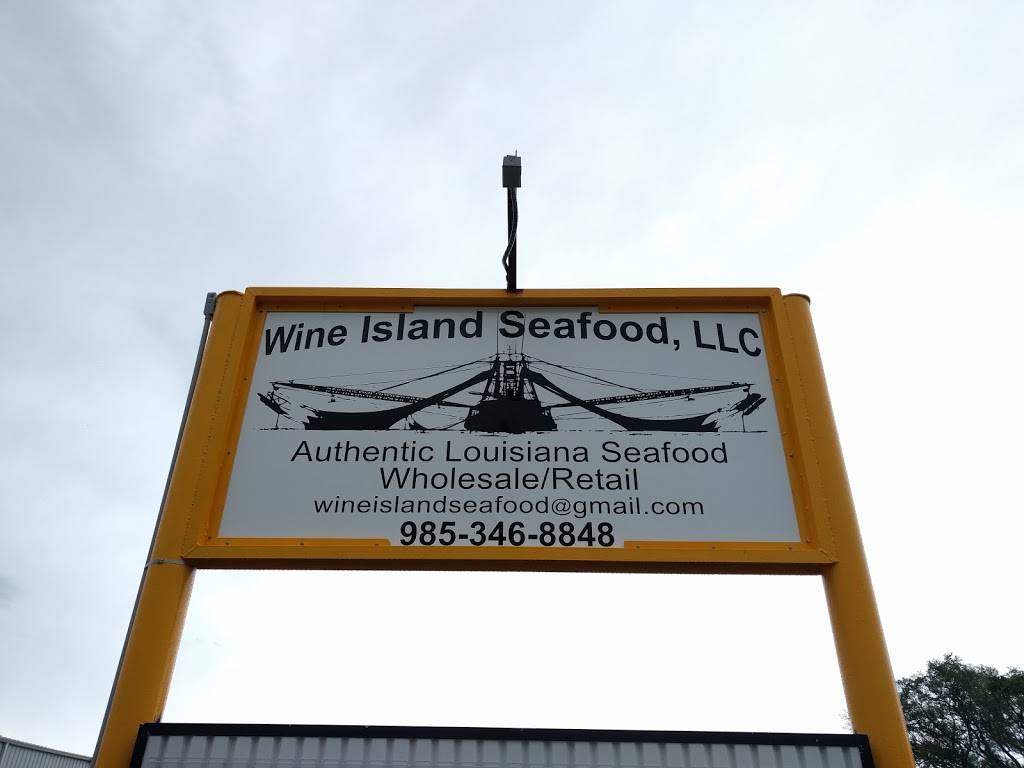 Wine Island Seafood, LLC
Authentic Louisiana Seafood
Wholesale/Retail
wineislandseafood@gmail.com
985-346-8848